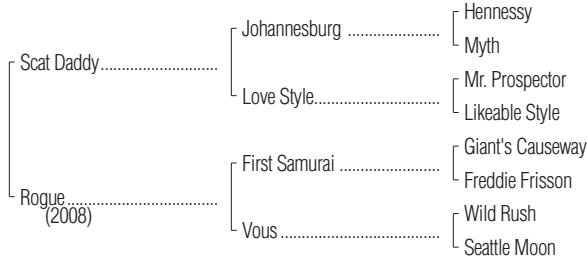 Hennessy
Johannesburg ......................
Myth
Scat Daddy............................
Mr. Prospector
Love Style..............................
Likeable Style
Giant's Causeway
First Samurai ........................
Freddie Frisson
Rogue ....................................
(2008)
Wild Rush
Vous ......................................
Seattle Moon